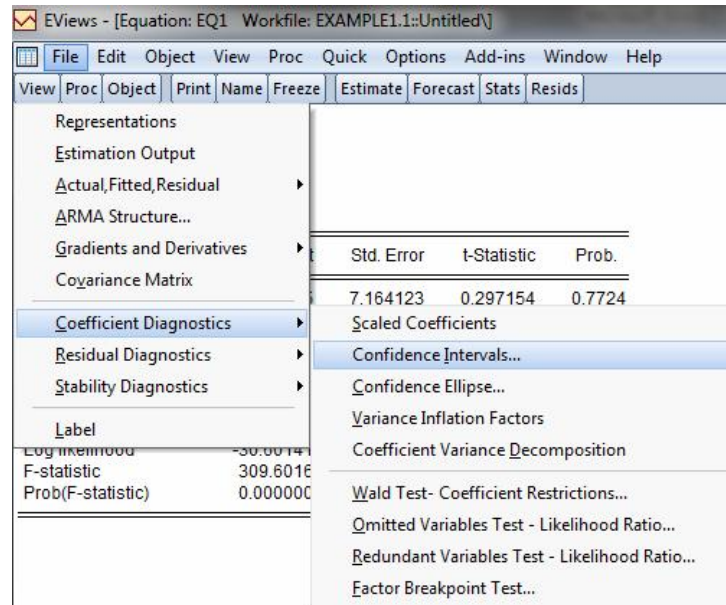 EViews - [Equation: EQ1 Workfile: EXAMPLE1.1::Untitled\]
File Edit Object View Proc Quick Options Add-ins Window Help
View Proc Object Print Name Freeze Estimate Forecast Stats Resids
Representations
Estimation Output
Actual,Fitted,Residual
ARMA Structure...
Gradients and Derivatives
Covariance Matrix
Coefficient Diagnostics
Residual Diagnostics
Stability Diagnostics
Label
Std. Error t-Statistic Prob.
7.164123 0.297154 0.7724
Scaled Coefficients
Confidence Intervals...
Confidence Ellipse...
Variance Inflation Factors
Coefficient Variance Decomposition
Wald Test- Coefficient Restrictions...
Omitted Variables Test - Likelihood Ratio...
Redundant Variables Test - Likelihood Ratio...
Factor Breakpoint Test...
Log likelihood -30.60141
F-statistic 309.6016
Prob(F-statistic) 0.000000